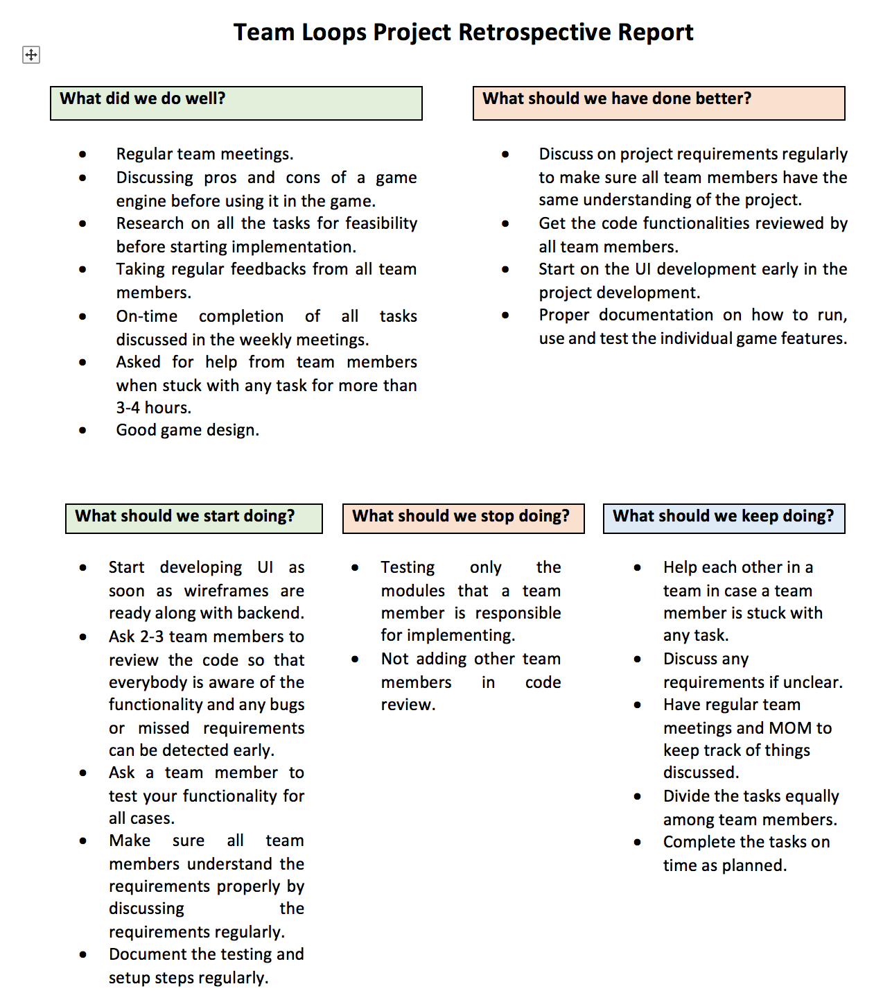 Team Loops Project Retrospective Report
What did we do well?
• Regular team meetings.
• Discussing pros and cons of a game
engine before using it in the game.
• Research on all the tasks for feasibility
before starting implementation.
• Taking regular feedbacks from all team
members.
• On-time completion of all tasks
discussed in the weekly meetings.
• Asked for help from team members
when stuck with any task for more than
3-4 hours.
• Good game design.
What should we have done better?
• Discuss on project requirements regularly
to make sure all team members have the
same understanding of the project.
• Get the code functionalities reviewed by
all team members.
• Start on the UI development early in the
project development.
• Proper documentation on how to run,
use and test the individual game features.
What should we start doing?
• Start developing UI as
soon as wireframes are
ready along with backend.
• Ask 2-3 team members to
review the code so that
everybody is aware of the
functionality and any bugs
or missed requirements
can be detected early.
• Ask a team member to
test your functionality for
all cases.
• Make sure all team
members understand the
requirements properly by
discussing the
requirements regularly.
• Document the testing and
setup steps regularly.
What should we stop doing?
• Testing only the
modules that a team
member is responsible
for implementing.
• Not adding other team
members in code
review.
What should we keep doing?
• Help each other in a
team in case a team
member is stuck with
any task.
• Discuss any
requirements if unclear.
• Have regular team
meetings and MOM to
keep track of things
discussed.
• Divide the tasks equally
among team members.
• Complete the tasks on
time as planned.